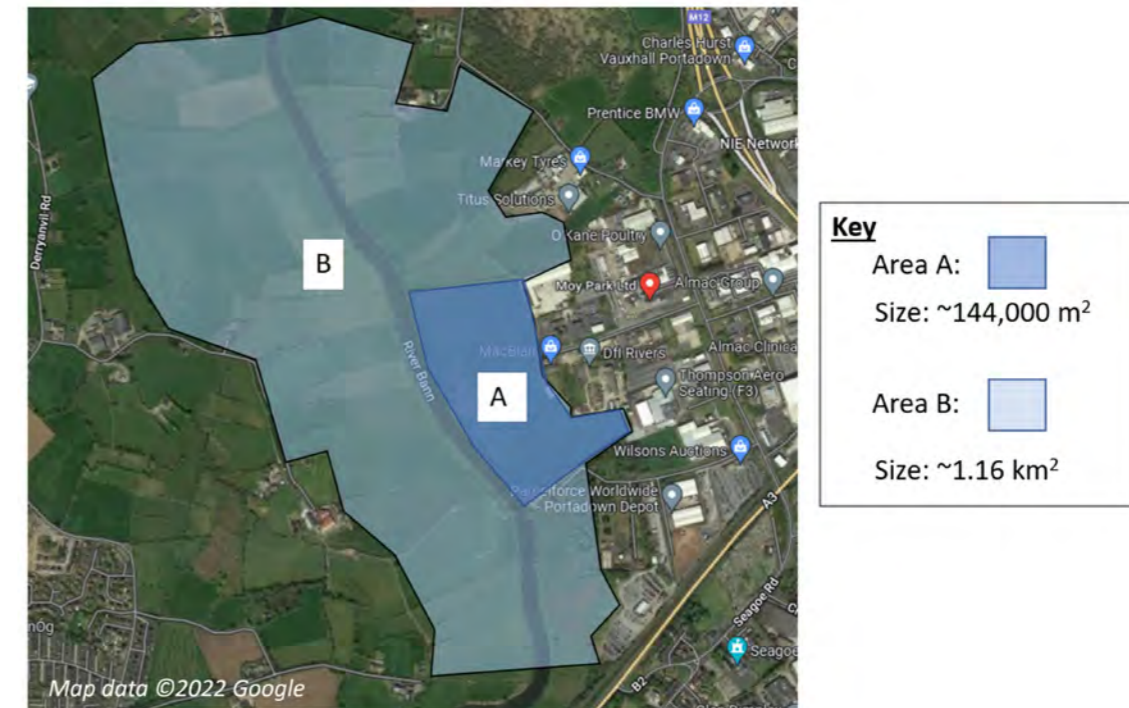 M12
Charles Hurst
Vauxhall Portadown
Prentice BMW
NIE Network
Markey Tyres
Titus Solutions
O'Kane Poultry
Derryanvil Rd
B
Moy Park Ltd
Almac Group
MacBlair
DfI Rivers
Almac Clinica
River Bann
A
Thompson Aero
Seating (F3)
Wilsons Auctions
Parcelforce Worldwide
- Portadown Depot
A3
Seagoe Rd
nÓg
Seagoe
B2
Map data ©2022 Google
Key
Area A:
Size: ~144,000 m²
Area B:
Size: ~1.16 km²